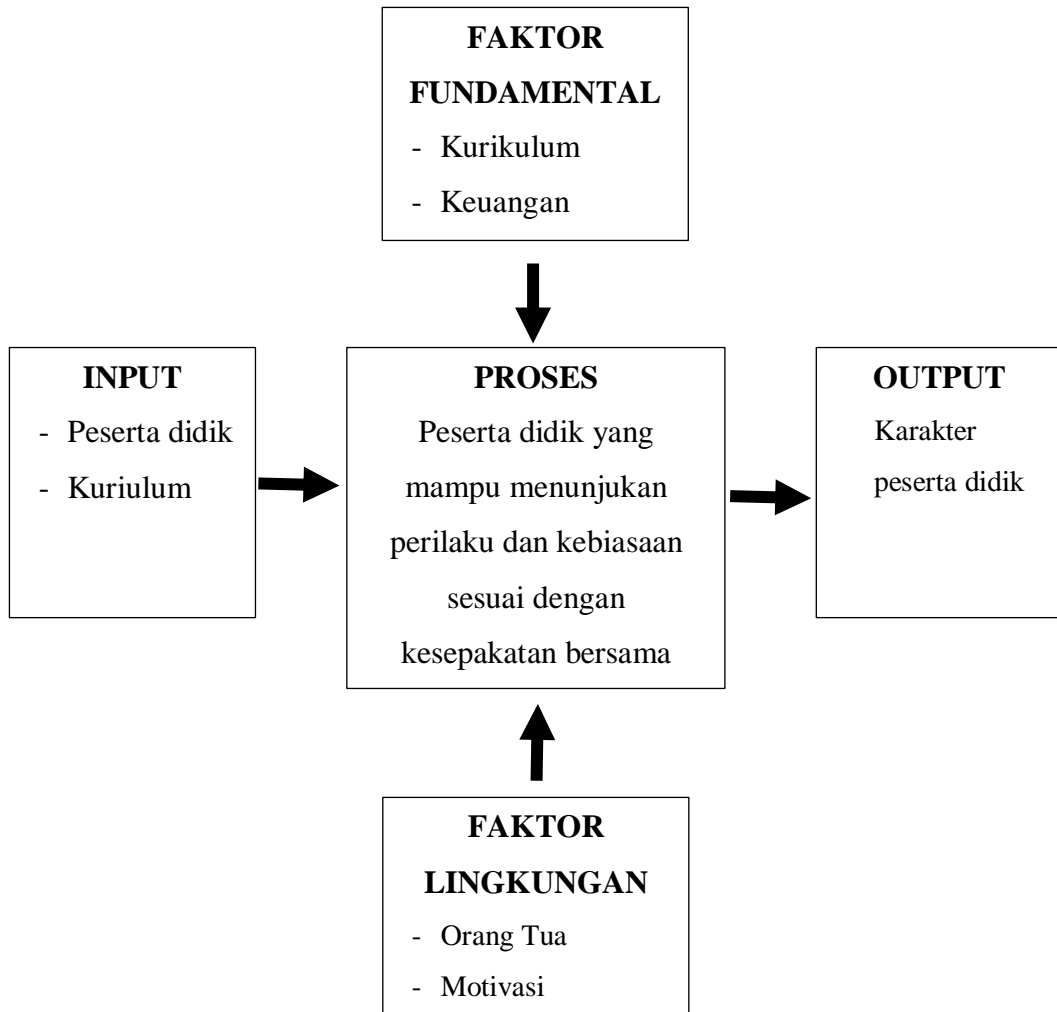 FAKTOR
FUNDAMENTAL
- Kurikulum
- Keuangan
INPUT
- Peserta didik
- Kuriulum
PROSES
Peserta didik yang
mampu menunjukan
perilaku dan kebiasaan
sesuai dengan
kesepakatan bersama
OUTPUT
Karakter
peserta didik
FAKTOR
LINGKUNGAN
- Orang Tua
- Motivasi